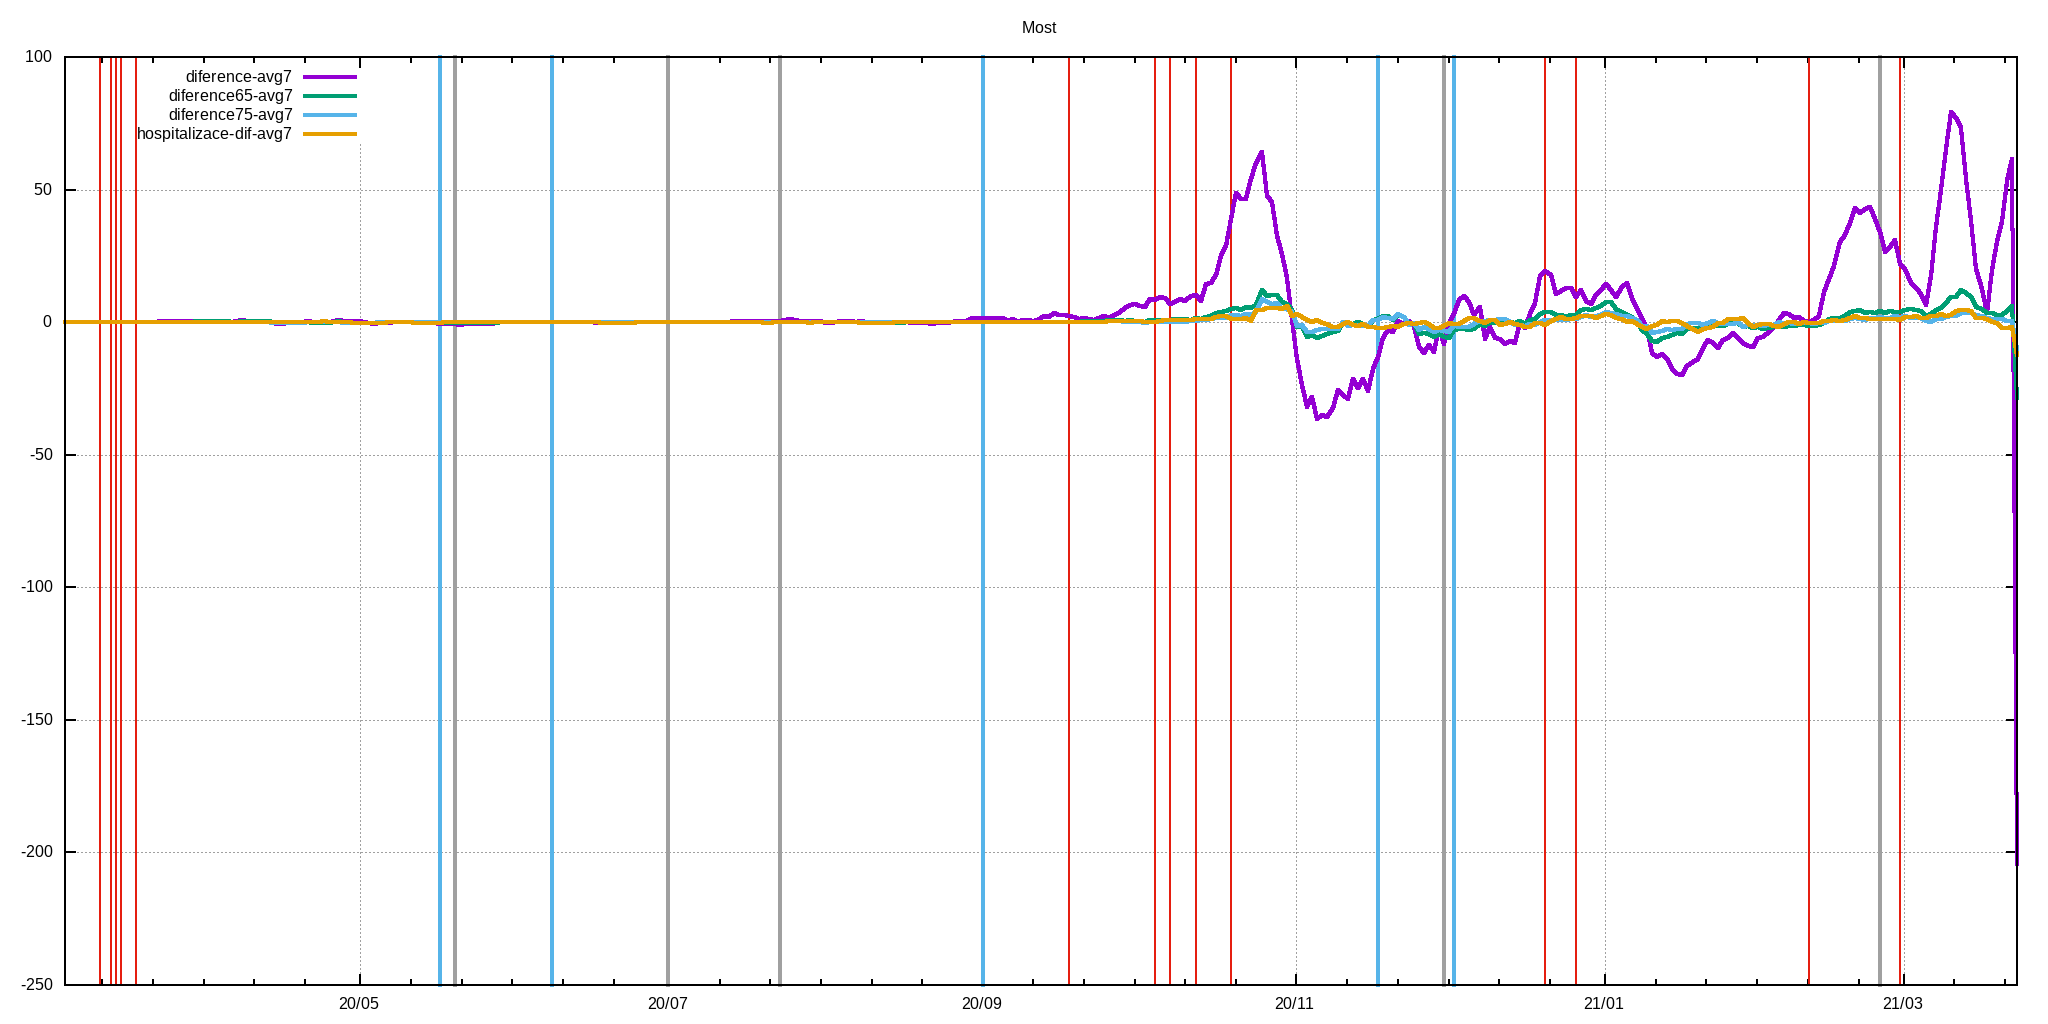 Most
100
diference-avg7
diference65-avg7
diference75-avg7
hospitalizace-dif-avg7
50
0
-50
-100
-150
-200
-250
20/05 20/07 20/09 20/11 21/01 21/03